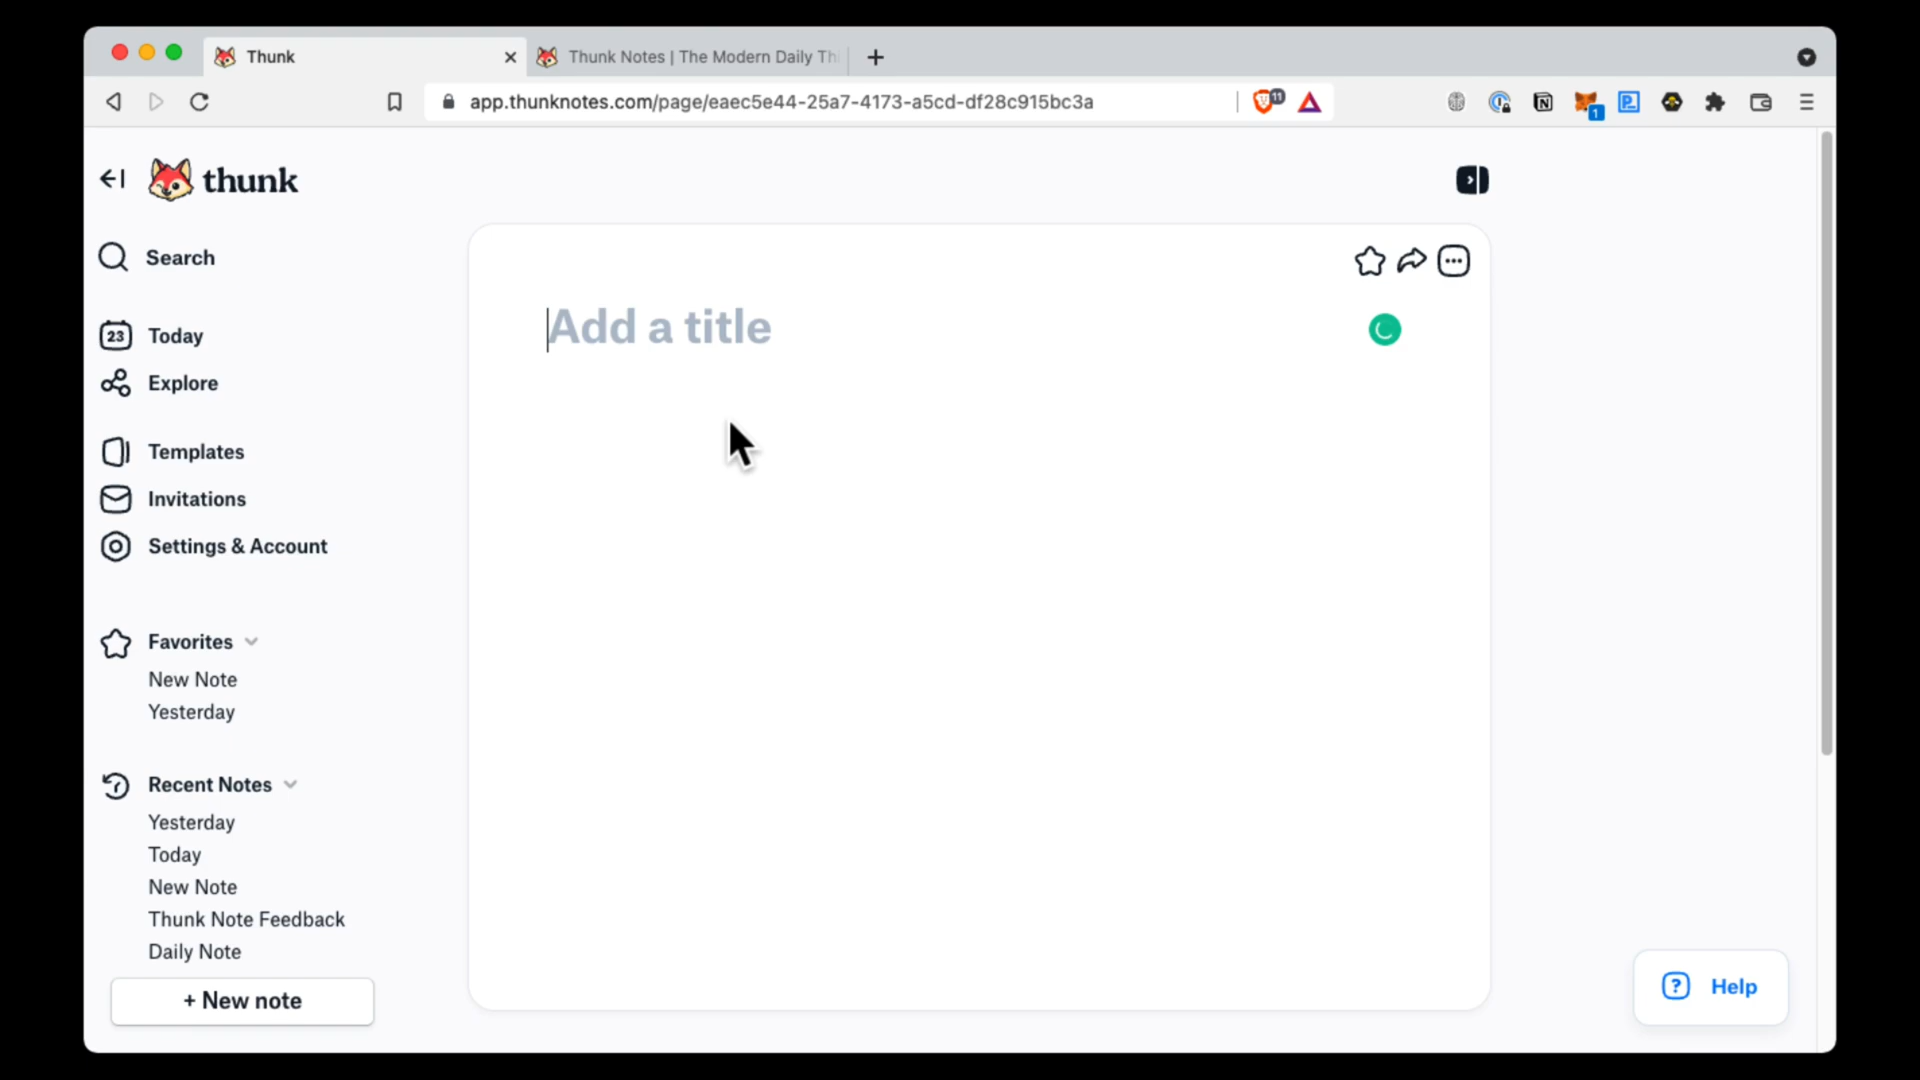 Thunk
Thunk Notes | The Modern Daily Th
app.thunknotes.com/page/eaec5e44-25a7-4173-a5cd-df28c915bc3a
11
1
thunk
Search
23
Today
Explore
Templates
Invitations
Settings & Account
Favorites
New Note
Yesterday
Recent Notes
Yesterday
Today
New Note
Thunk Note Feedback
Daily Note
+ New note
Add a title
? Help